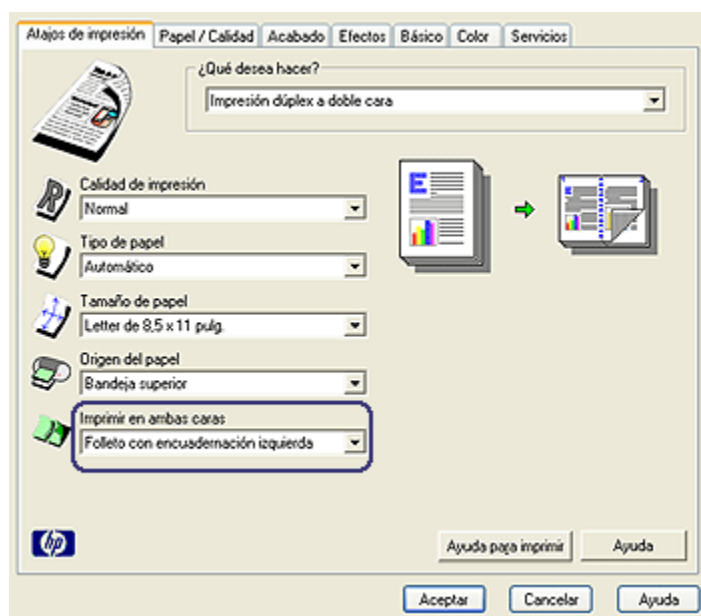 Atajos de impresión Papel / Calidad Acabado Efectos Básico Color Servicios
¿Qué desea hacer?
Impresión dúplex a doble cara
Calidad de impresión
Normal
Tipo de papel
Automático
Tamaño de papel
Letter de 8,5 x 11 pulg.
Origen del papel
Bandeja superior
Imprimir en ambas caras
Folleto con encuadernación izquierda
hp
Ayuda para imprimir Ayuda
Aceptar Cancelar Ayuda